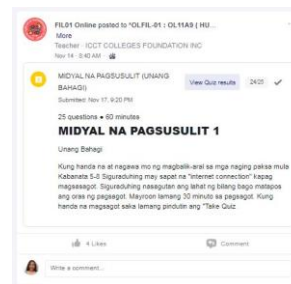 FIL01 Online posted to "OLFIL-01 : OL11A9 | HU...
More
Teacher · ICCT COLLEGES FOUNDATION INC
Nov 14 · 5:40 AM
MIDYAL NA PAGSUSULIT (UNANG
BAHAGI)
View Quiz results
24/25
Submitted: Nov 17, 9:20 PM
25 questions • 60 minutes
MIDYAL NA PAGSUSULIT 1
Unang Bahagi
Kung handa na at nagawa mo ng magbalik-aral sa mga naging paksa mula
Kabanata 5-8 Siguraduhing may sapat na "internet connection" kapag
magsasagot. Siguraduhing nasagutan ang lahat ng bilang bago matapos
ang oras ng pagsagot. Mayroon lamang 30 minuto sa pagsagot. Kung
handa na magsagot saka lamang pindutin ang "Take Quiz
4 Likes
Comment
Write a comment...